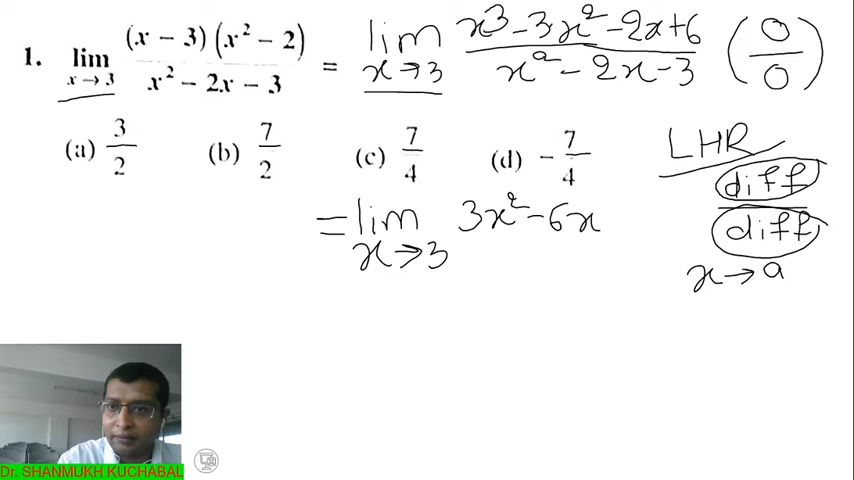 1. lim x→3 (x − 3) (x² − 2) / x² − 2x − 3 = lim x→3 x³ − 3x² − 2x + 6 / x² − 2x − 3 (0/0)
(a) 3/2 (b) 7/2 (c) 7/4 (d) − 7/4
LHR
diff / diff
x → a
= lim x→3 3x² − 6x
Dr. SHANMUKH KUCHABAL